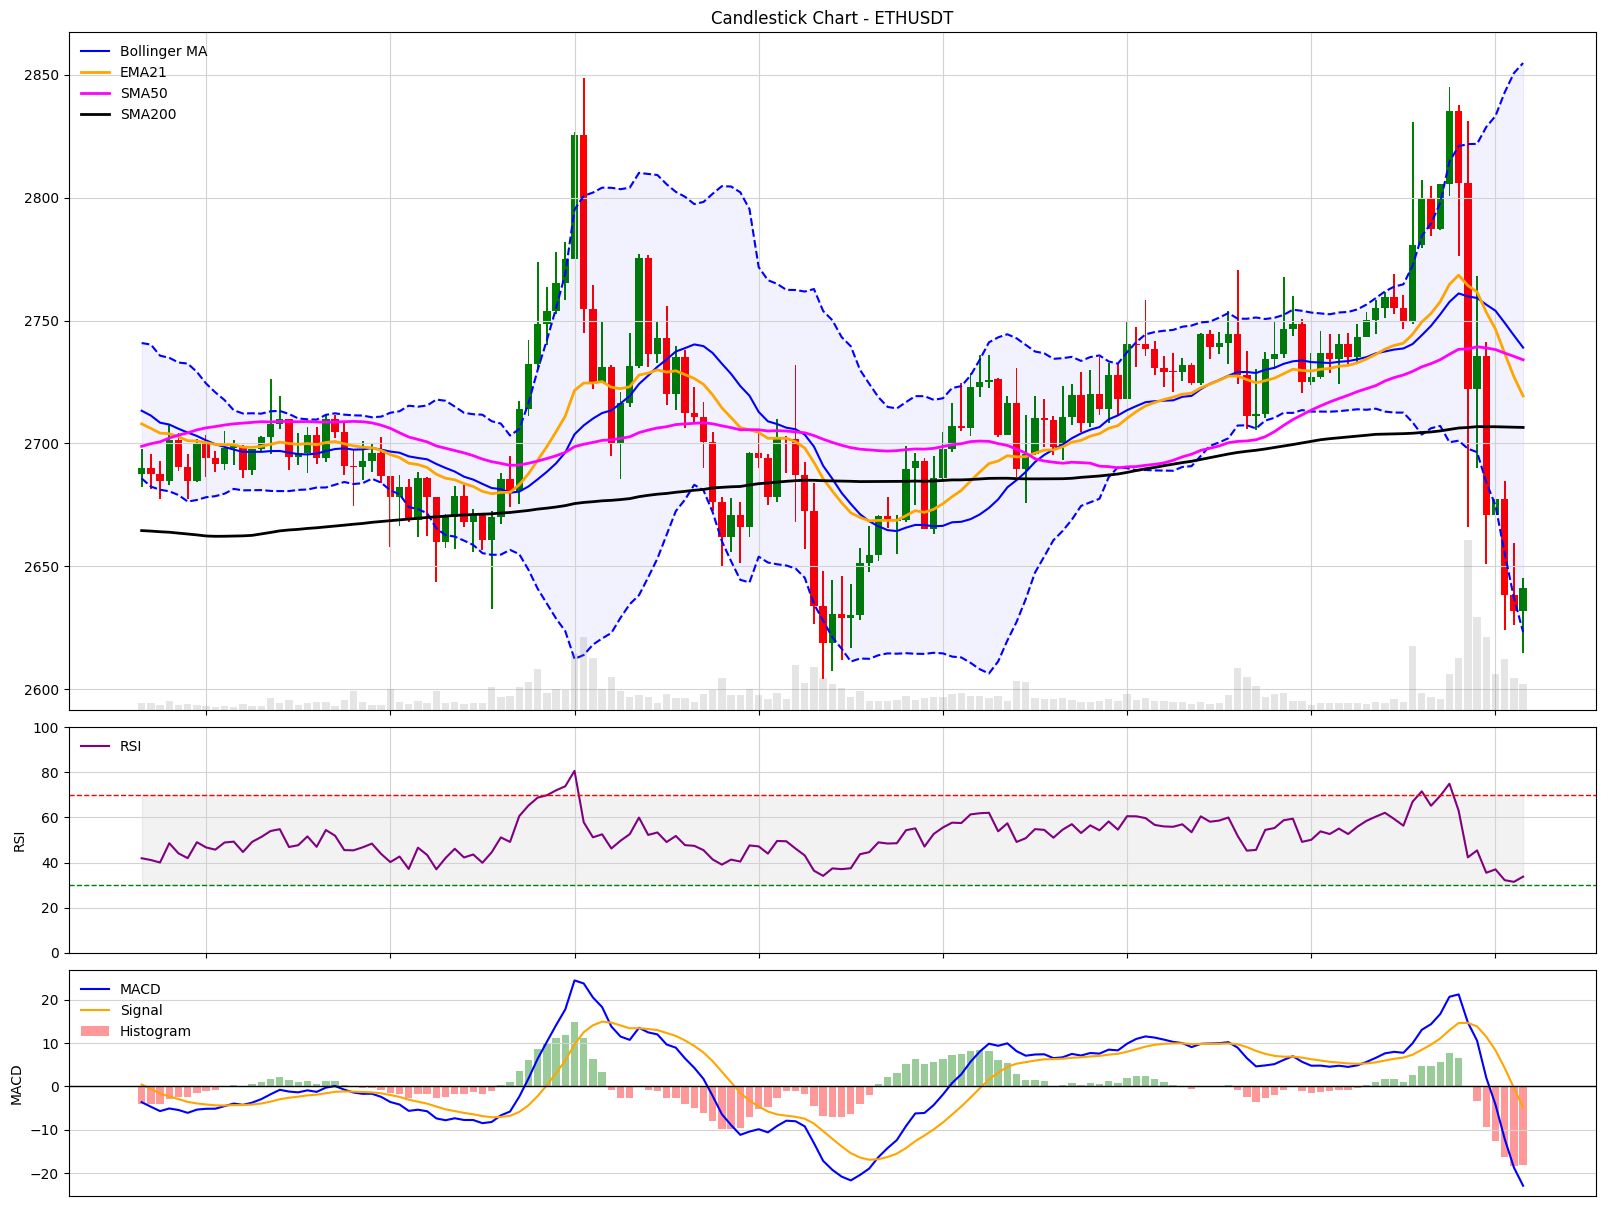 Candlestick Chart - ETHUSDT
Bollinger MA
EMA21
SMA50
SMA200
2850
2800
2750
2700
2650
2600
RSI
100
80
60
40
20
0
RSI
MACD
Signal
Histogram
20
10
0
−10
−20
MACD